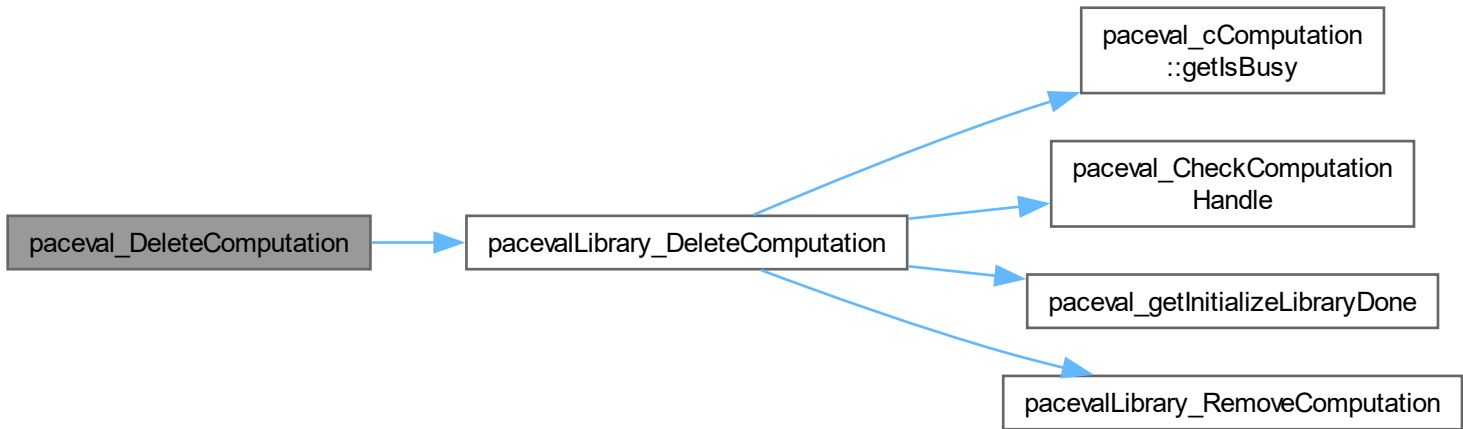 paceval_cComputation
::getIsBusy
paceval_CheckComputation
Handle
paceval_DeleteComputation
pacevalLibrary_DeleteComputation
paceval_getInitializeLibraryDone
pacevalLibrary_RemoveComputation